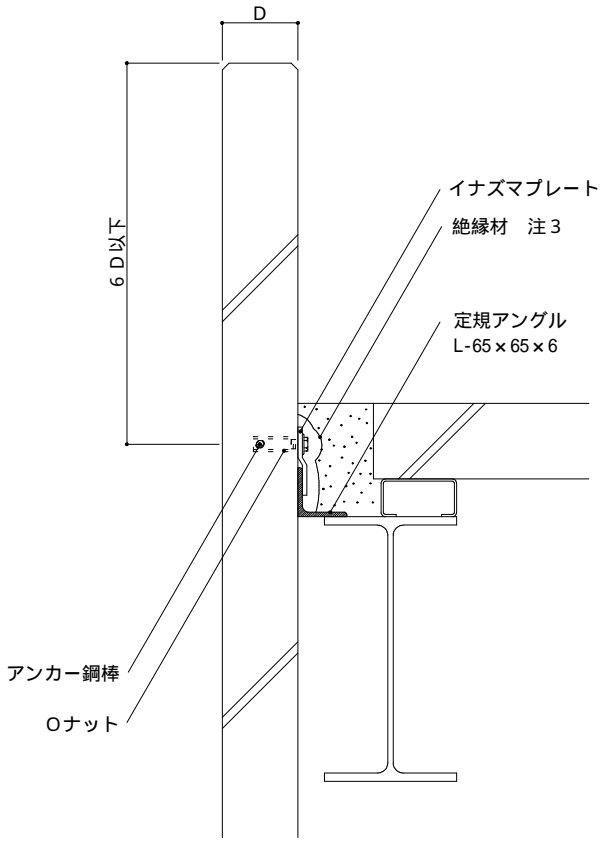 D
イナズマプレート
絶縁材　注3
6D以下
定規アングル
L-65×65×6
アンカー鋼棒
Oナット